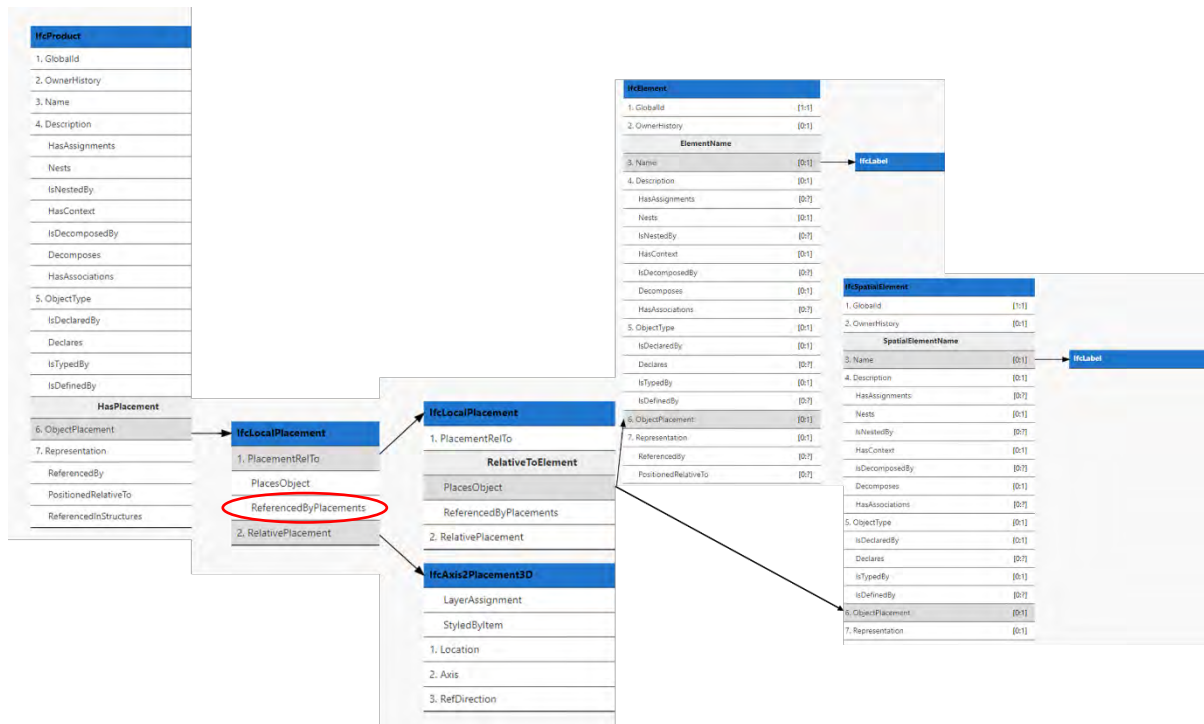 IfcProduct
1. GlobalId
2. OwnerHistory
3. Name
4. Description
HasAssignments
Nests
IsNestedBy
HasContext
IsDecomposedBy
Decomposes
HasAssociations
5. ObjectType
IsDeclaredBy
Declares
IsTypedBy
IsDefinedBy
HasPlacement
6. ObjectPlacement
7. Representation
ReferencedBy
PositionedRelativeTo
ReferencedInStructures
IfcLocalPlacement
1. PlacementRelTo
PlacesObject
ReferencedByPlacements
2. RelativePlacement
IfcLocalPlacement
1. PlacementRelTo
RelativeToElement
PlacesObject
ReferencedByPlacements
2. RelativePlacement
IfcAxis2Placement3D
LayerAssignment
StyledByItem
1. Location
2. Axis
3. RefDirection
IfcElement
1. GlobalId [1:1]
2. OwnerHistory [0:1]
ElementName
3. Name [0:1]
4. Description [0:1]
HasAssignments [0:?]
Nests [0:1]
IsNestedBy [0:?]
HasContext [0:1]
IsDecomposedBy [0:?]
Decomposes [0:1]
HasAssociations [0:?]
5. ObjectType [0:1]
IsDeclaredBy [0:1]
Declares [0:?]
IsTypedBy [0:1]
IsDefinedBy [0:?]
6. ObjectPlacement [0:1]
7. Representation [0:1]
ReferencedBy [0:?]
PositionedRelativeTo [0:?]
IfcLabel
IfcSpatialElement
1. GlobalId [1:1]
2. OwnerHistory [0:1]
SpatialElementName
3. Name [0:1]
4. Description [0:1]
HasAssignments [0:?]
Nests [0:1]
IsNestedBy [0:?]
HasContext [0:1]
IsDecomposedBy [0:?]
Decomposes [0:1]
HasAssociations [0:?]
5. ObjectType [0:1]
IsDeclaredBy [0:1]
Declares [0:?]
IsTypedBy [0:1]
IsDefinedBy [0:?]
6. ObjectPlacement [0:1]
7. Representation [0:1]
IfcLabel